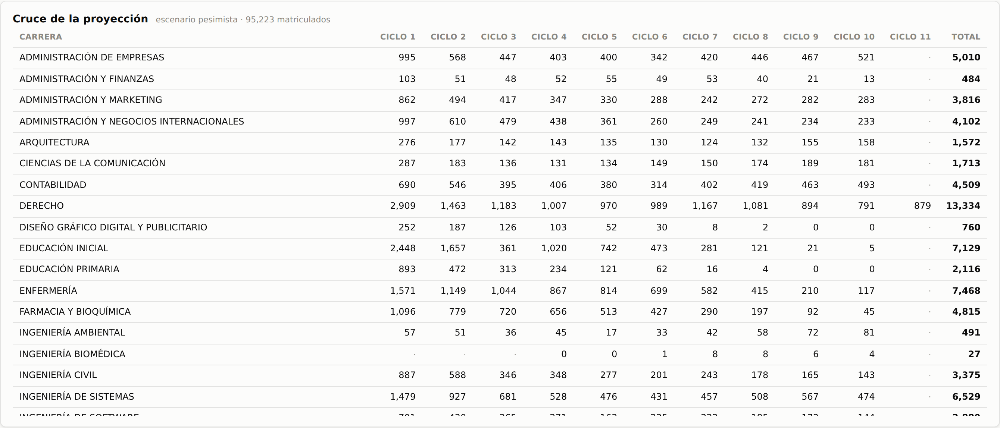 Cruce de la proyección escenario pesimista · 95,223 matriculados
CARRERA CICLO 1 CICLO 2 CICLO 3 CICLO 4 CICLO 5 CICLO 6 CICLO 7 CICLO 8 CICLO 9 CICLO 10 CICLO 11 TOTAL
ADMINISTRACIÓN DE EMPRESAS 995 568 447 403 400 342 420 446 467 521 · 5,010
ADMINISTRACIÓN Y FINANZAS 103 51 48 52 55 49 53 40 21 13 · 484
ADMINISTRACIÓN Y MARKETING 862 494 417 347 330 288 242 272 282 283 · 3,816
ADMINISTRACIÓN Y NEGOCIOS INTERNACIONALES 997 610 479 438 361 260 249 241 234 233 · 4,102
ARQUITECTURA 276 177 142 143 135 130 124 132 155 158 · 1,572
CIENCIAS DE LA COMUNICACIÓN 287 183 136 131 134 149 150 174 189 181 · 1,713
CONTABILIDAD 690 546 395 406 380 314 402 419 463 493 · 4,509
DERECHO 2,909 1,463 1,183 1,007 970 989 1,167 1,081 894 791 879 13,334
DISEÑO GRÁFICO DIGITAL Y PUBLICITARIO 252 187 126 103 52 30 8 2 0 0 · 760
EDUCACIÓN INICIAL 2,448 1,657 361 1,020 742 473 281 121 21 5 · 7,129
EDUCACIÓN PRIMARIA 893 472 313 234 121 62 16 4 0 0 · 2,116
ENFERMERÍA 1,571 1,149 1,044 867 814 699 582 415 210 117 · 7,468
FARMACIA Y BIOQUÍMICA 1,096 779 720 656 513 427 290 197 92 45 · 4,815
INGENIERÍA AMBIENTAL 57 51 36 45 17 33 42 58 72 81 · 491
INGENIERÍA BIOMÉDICA · · · 0 0 1 8 8 6 4 · 27
INGENIERÍA CIVIL 887 588 346 348 277 201 243 178 165 143 · 3,375
INGENIERÍA DE SISTEMAS 1,479 927 681 528 476 431 457 508 567 474 · 6,529
INGENIERÍA DE SOFTWARE